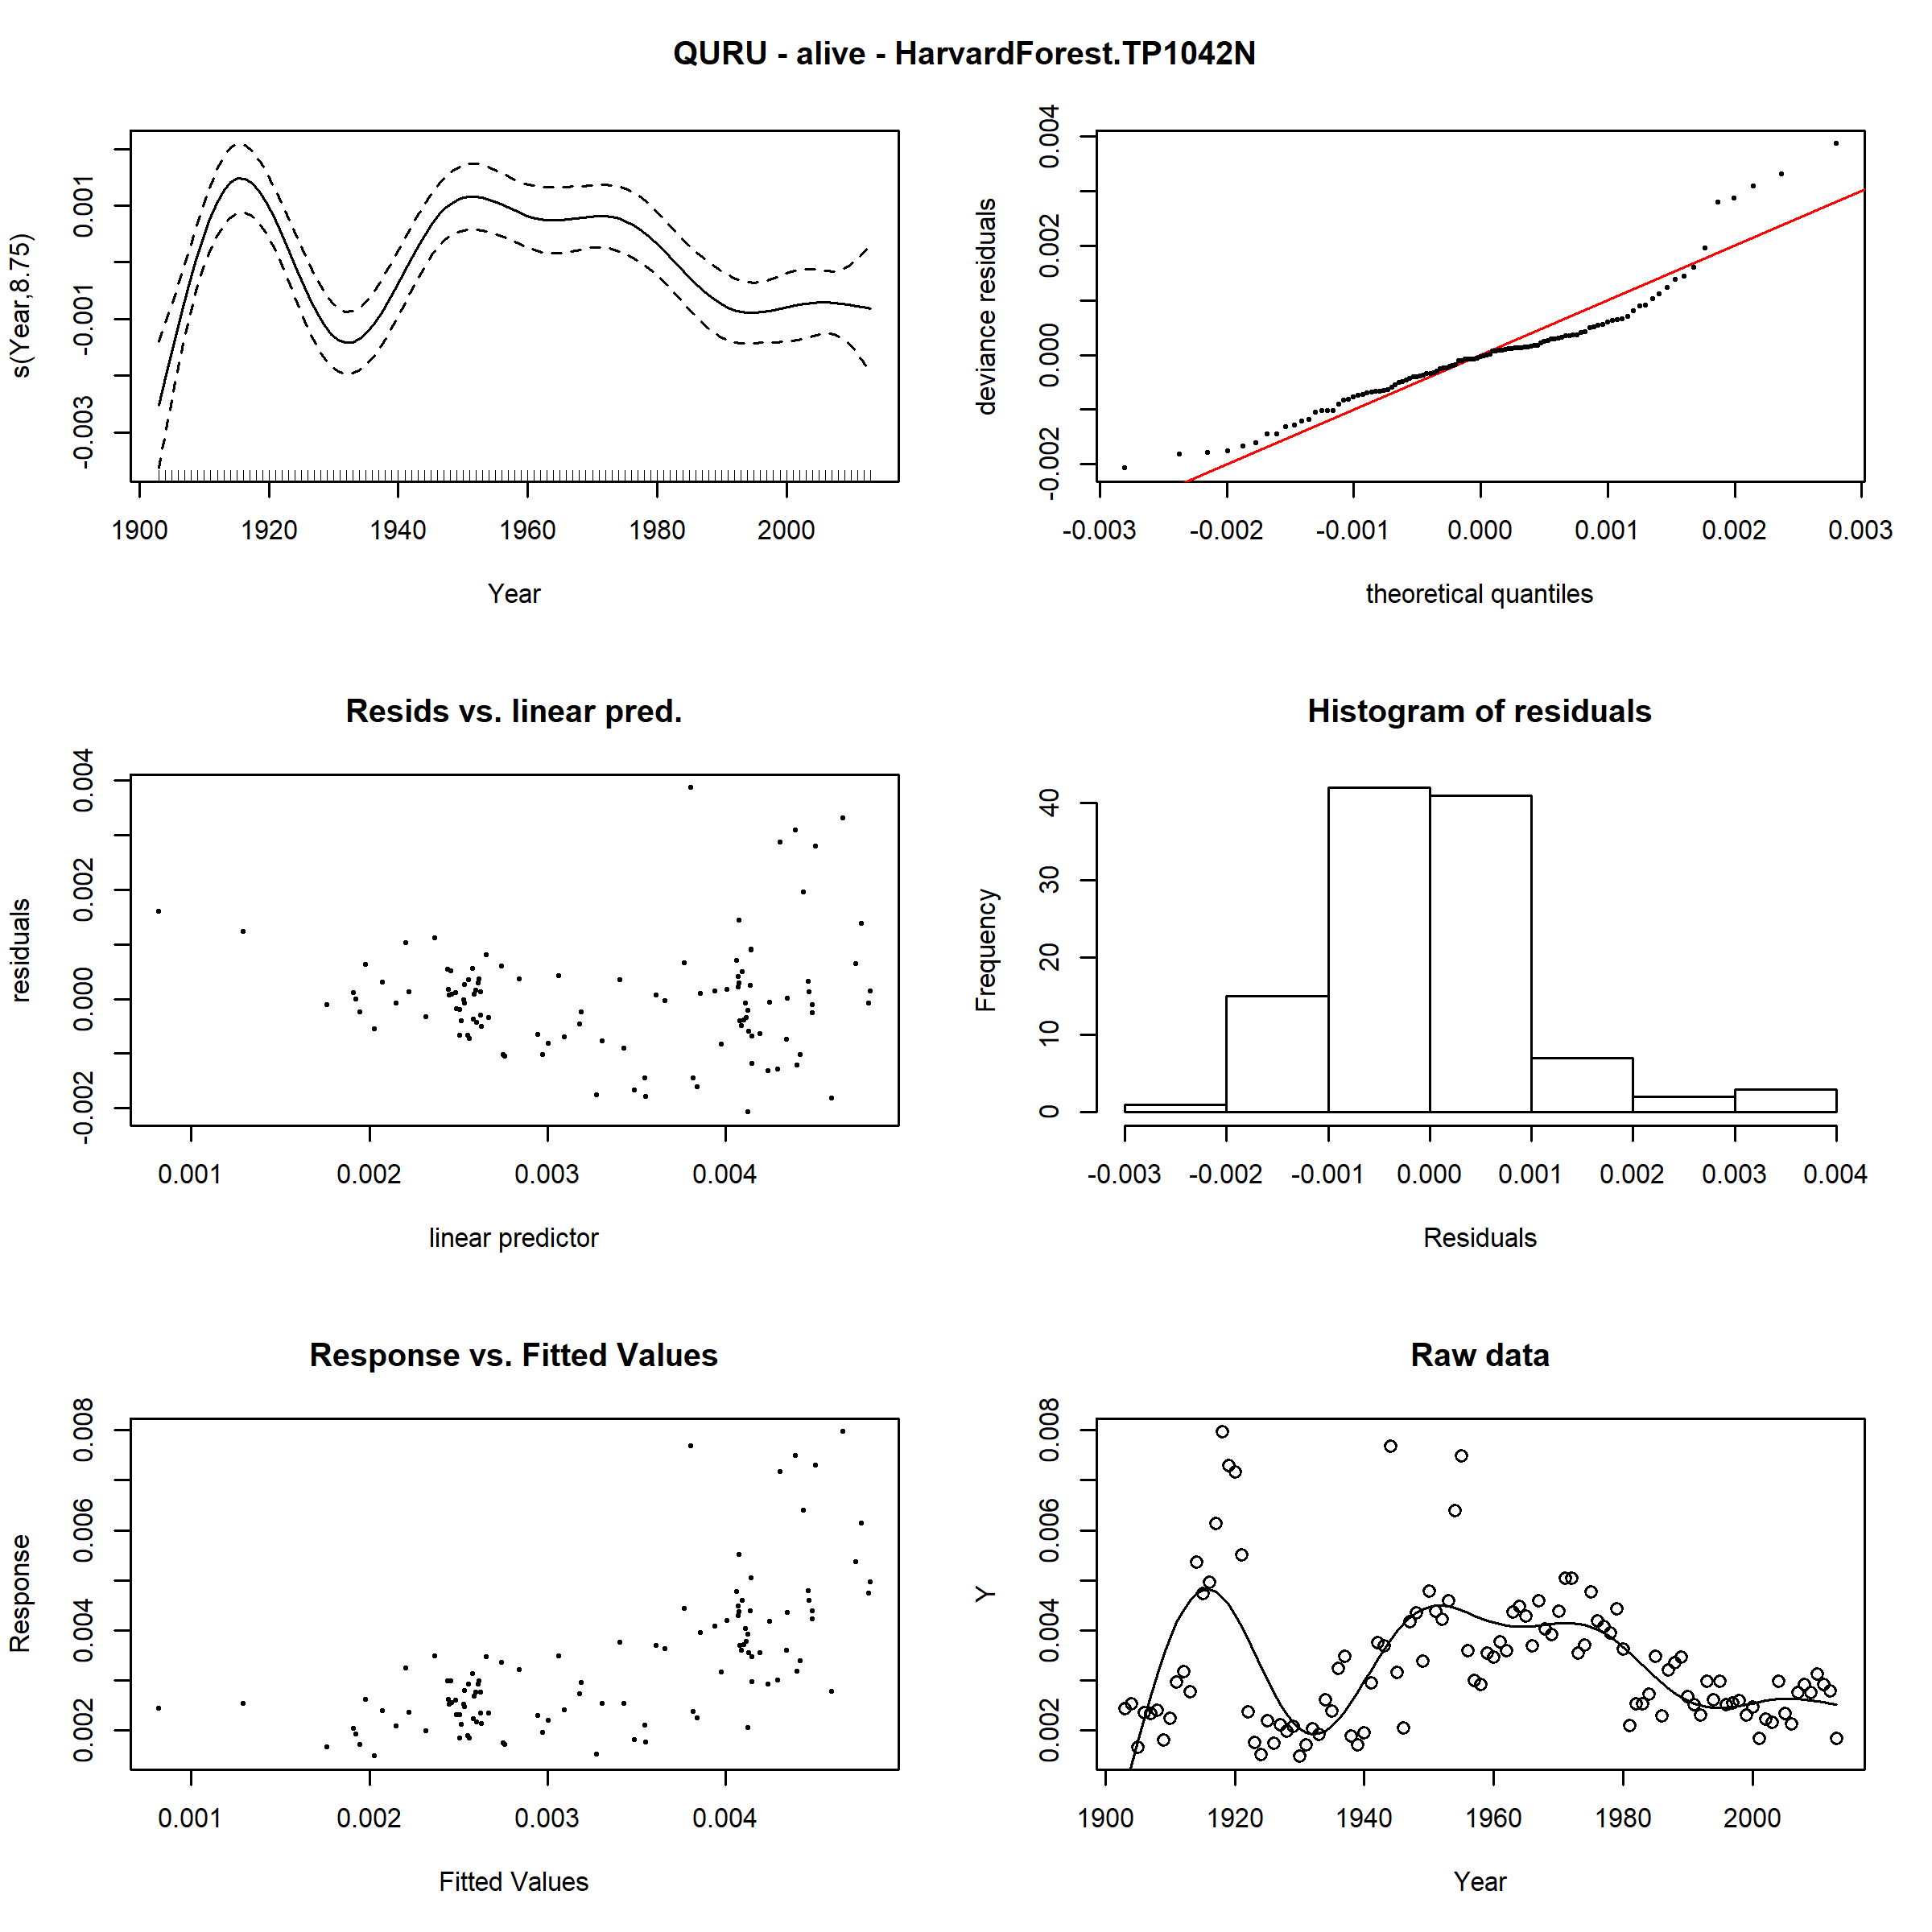 QURU - alive - HarvardForest.TP1042N
s(Year,8.75)
0.001
-0.001
-0.003
1900 1920 1940 1960 1980 2000
Year
deviance residuals
0.004
0.002
0.000
-0.002
-0.003 -0.002 -0.001 0.000 0.001 0.002 0.003
theoretical quantiles
Resids vs. linear pred.
residuals
0.004
0.002
0.000
-0.002
0.001 0.002 0.003 0.004
linear predictor
Histogram of residuals
Frequency
40
30
20
10
0
-0.003 -0.002 -0.001 0.000 0.001 0.002 0.003 0.004
Residuals
Response vs. Fitted Values
Response
0.008
0.006
0.004
0.002
0.001 0.002 0.003 0.004
Fitted Values
Raw data
Y
0.008
0.006
0.004
0.002
1900 1920 1940 1960 1980 2000
Year